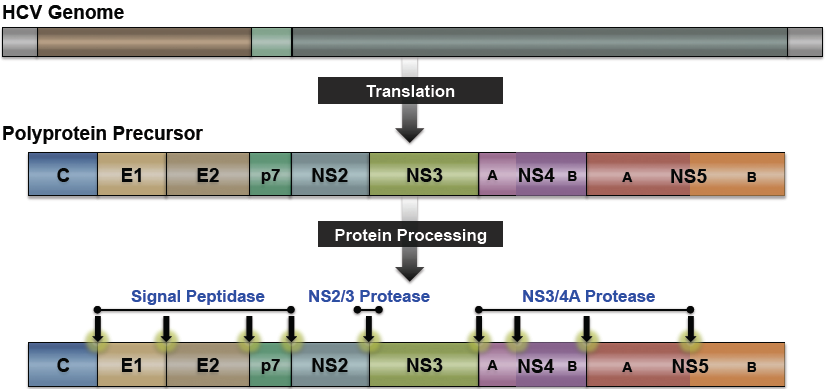 HCV Genome
Translation
Polyprotein Precursor
C E1 E2 p7 NS2 NS3 A NS4 B A NS5 B
Protein Processing
Signal Peptidase NS2/3 Protease NS3/4A Protease
C E1 E2 p7 NS2 NS3 A NS4 B A NS5 B